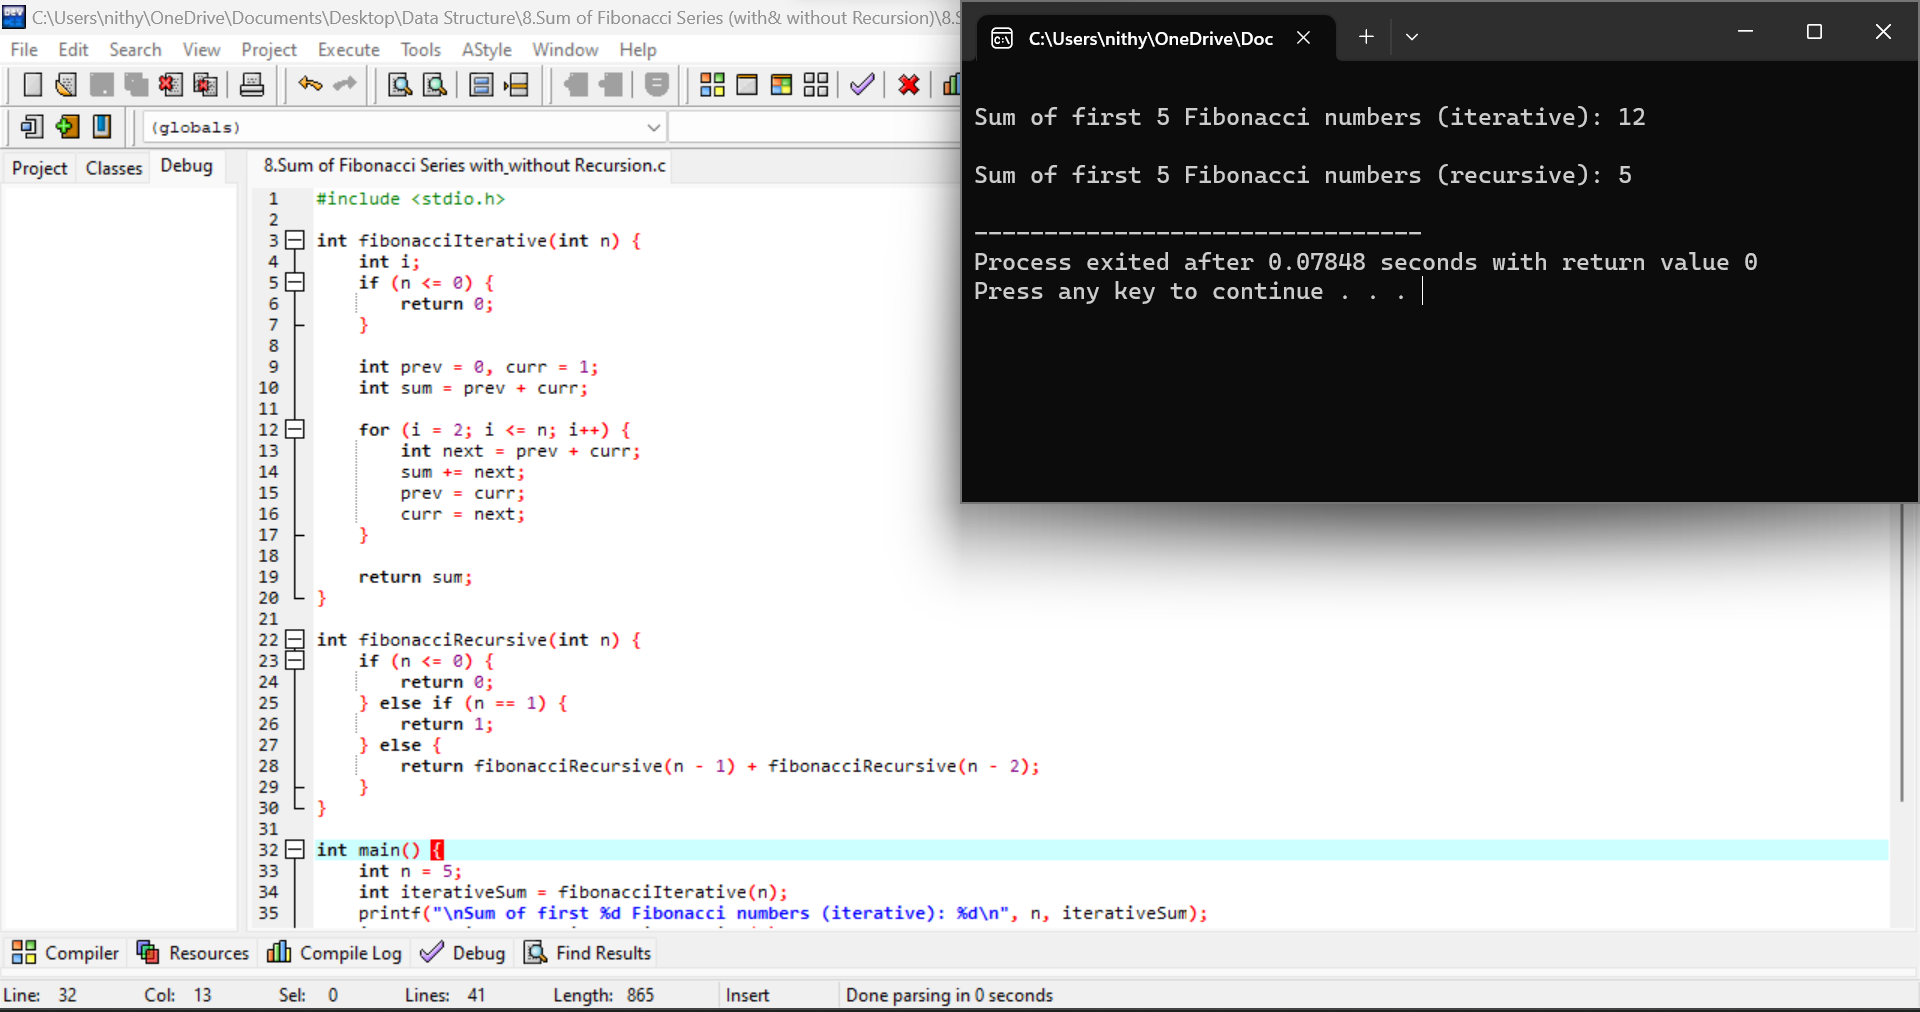 C:\Users\nithy\OneDrive\Documents\Desktop\Data Structure\8.Sum of Fibonacci Series (with& without Recursion)\8.S
File Edit Search View Project Execute Tools AStyle Window Help
(globals)
Project Classes Debug
8.Sum of Fibonacci Series with_without Recursion.c
1 #include <stdio.h>
2
3 int fibonacciIterative(int n) {
4     int i;
5     if (n <= 0) {
6         return 0;
7     }
8
9     int prev = 0, curr = 1;
10     int sum = prev + curr;
11
12     for (i = 2; i <= n; i++) {
13         int next = prev + curr;
14         sum += next;
15         prev = curr;
16         curr = next;
17     }
18
19     return sum;
20 }
21
22 int fibonacciRecursive(int n) {
23     if (n <= 0) {
24         return 0;
25     } else if (n == 1) {
26         return 1;
27     } else {
28         return fibonacciRecursive(n - 1) + fibonacciRecursive(n - 2);
29     }
30 }
31
32 int main() {
33     int n = 5;
34     int iterativeSum = fibonacciIterative(n);
35     printf("\nSum of first %d Fibonacci numbers (iterative): %d\n", n, iterativeSum);
C:\Users\nithy\OneDrive\Doc
Sum of first 5 Fibonacci numbers (iterative): 12
Sum of first 5 Fibonacci numbers (recursive): 5
--------------------------------
Process exited after 0.07848 seconds with return value 0
Press any key to continue . . .
Compiler Resources Compile Log Debug Find Results
Line: 32 Col: 13 Sel: 0 Lines: 41 Length: 865 Insert Done parsing in 0 seconds